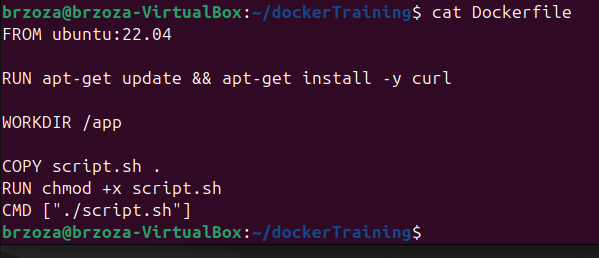 brzoza@brzoza-VirtualBox:~/dockerTraining$ cat Dockerfile
FROM ubuntu:22.04
RUN apt-get update && apt-get install -y curl
WORKDIR /app
COPY script.sh .
RUN chmod +x script.sh
CMD ["./script.sh"]
brzoza@brzoza-VirtualBox:~/dockerTraining$